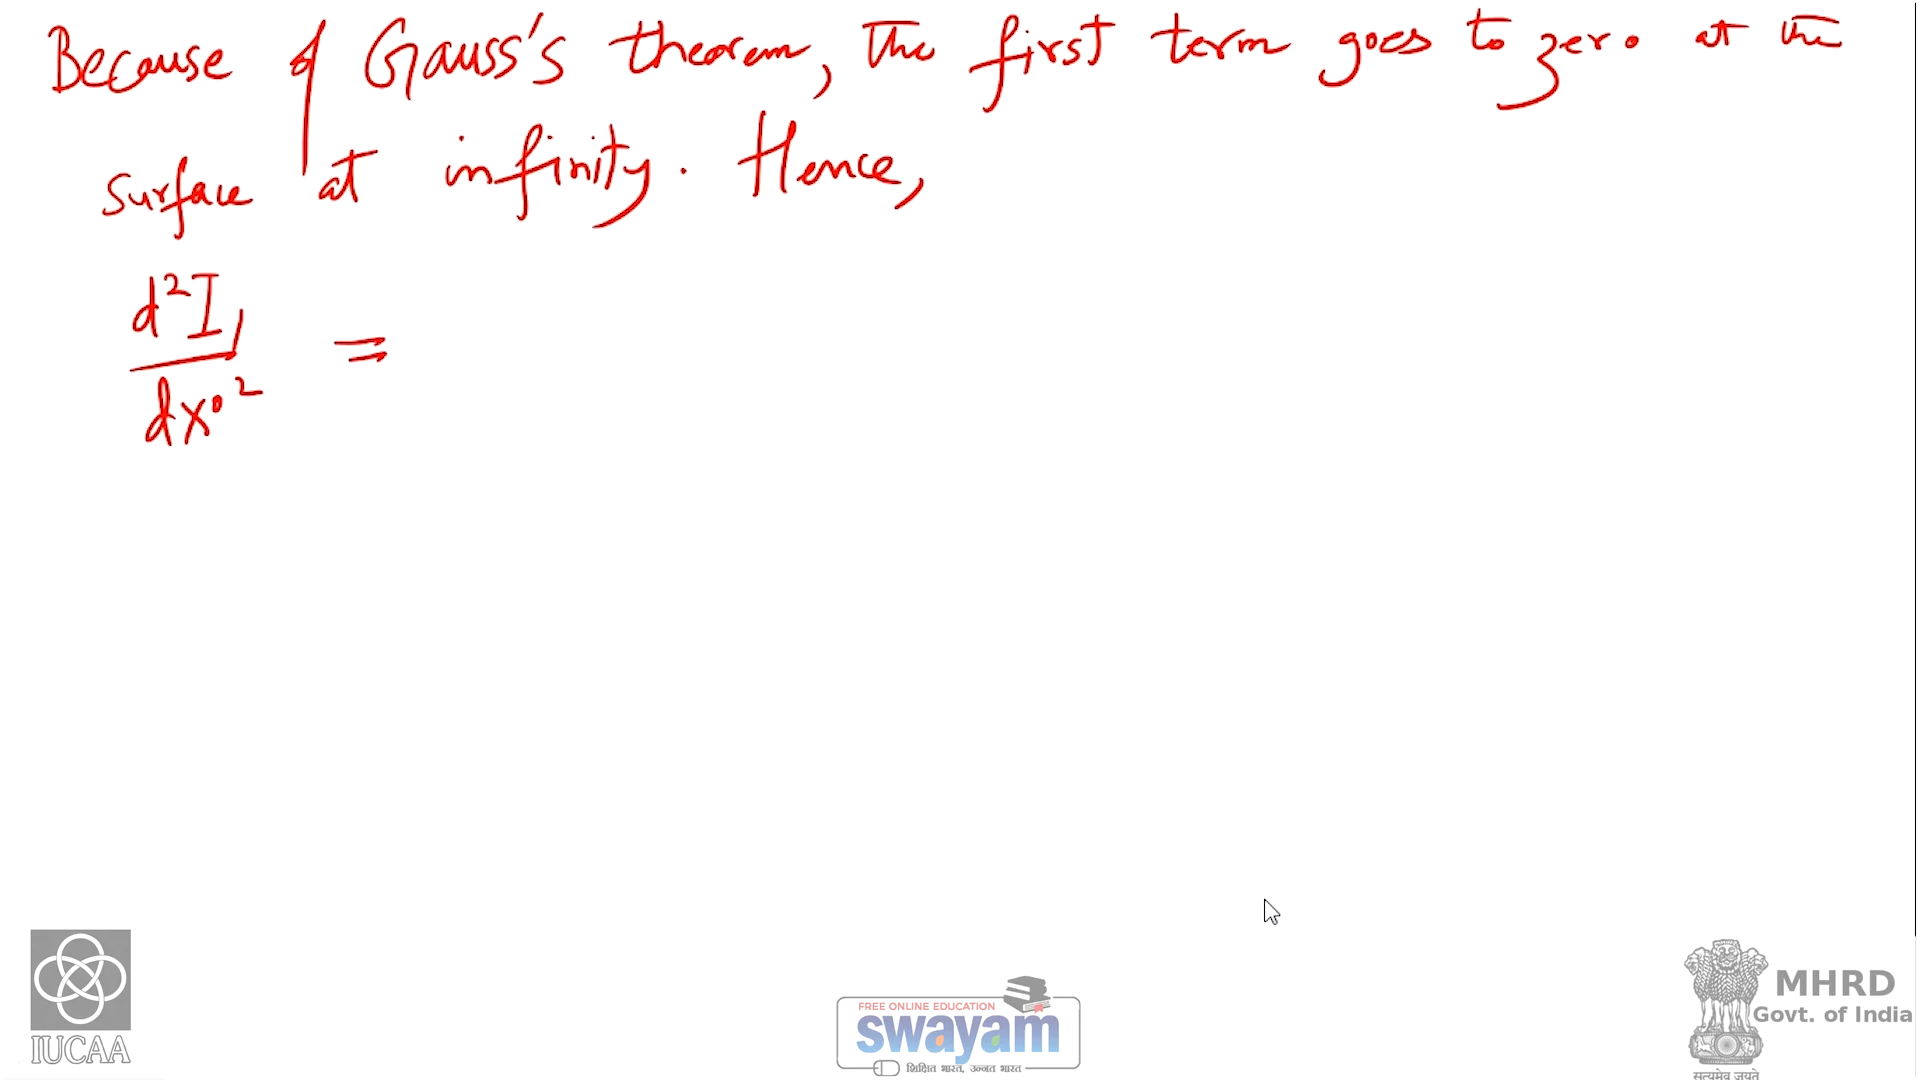 Because of Gauss's theorem, the first term goes to zero at the
surface at infinity. Hence,
d²I₁
dx⁰² =
IUCAA
FREE ONLINE EDUCATION
swayam
शिक्षित भारत, उन्नत भारत
MHRD
Govt. of India
सत्यमेव जयते